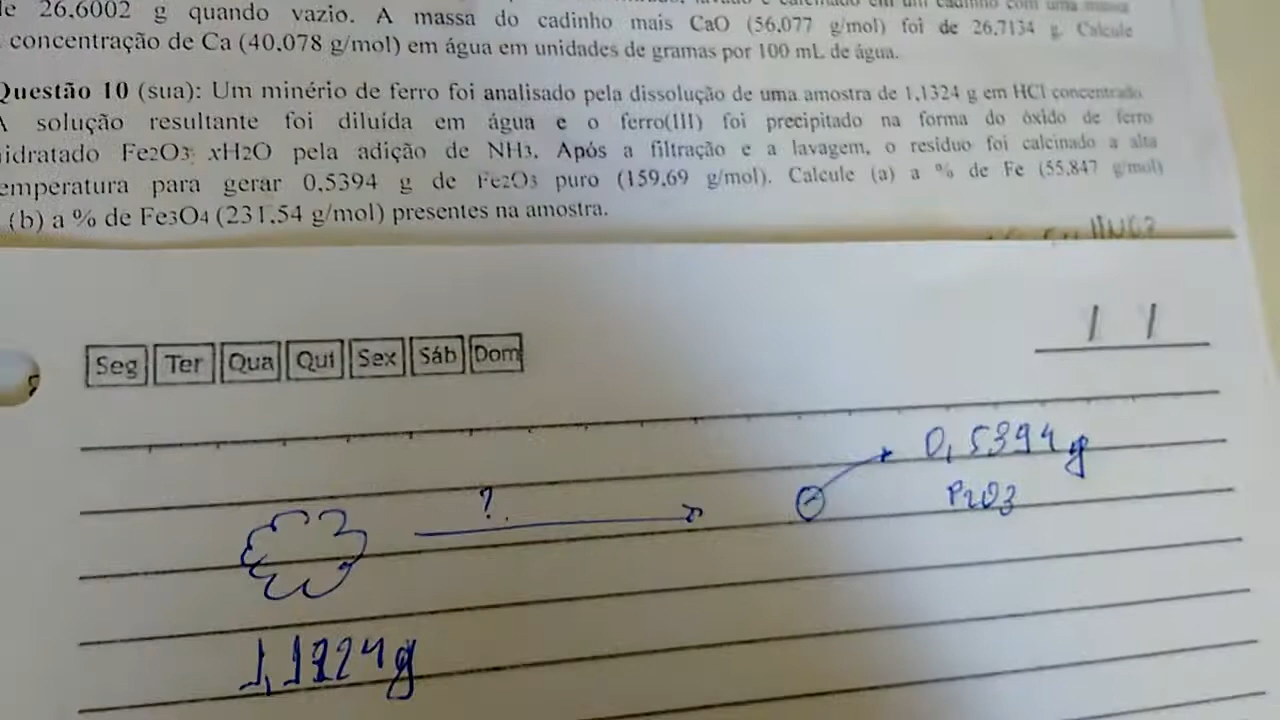 de 26,6002 g quando vazio. A massa do cadinho mais CaO (56,077 g/mol) foi de 26,7134 g. Calcule
concentração de Ca (40,078 g/mol) em água em unidades de gramas por 100 mL de água.
Questão 10 (sua): Um minério de ferro foi analisado pela dissolução de uma amostra de 1,1324 g em HCl concentrado.
A solução resultante foi diluída em água e o ferro(III) foi precipitado na forma do óxido de ferro
hidratado Fe2O3 xH2O pela adição de NH3. Após a filtração e a lavagem, o resíduo foi calcinado a alta
emperatura para gerar 0,5394 g de Fe2O3 puro (159,69 g/mol). Calcule (a) a % de Fe (55,847 g/mol)
(b) a % de Fe3O4 (231,54 g/mol) presentes na amostra.
HNO3
/ /
Seg Ter Qua Qui Sex Sáb Dom
0,5394 g
?
1,1324 g